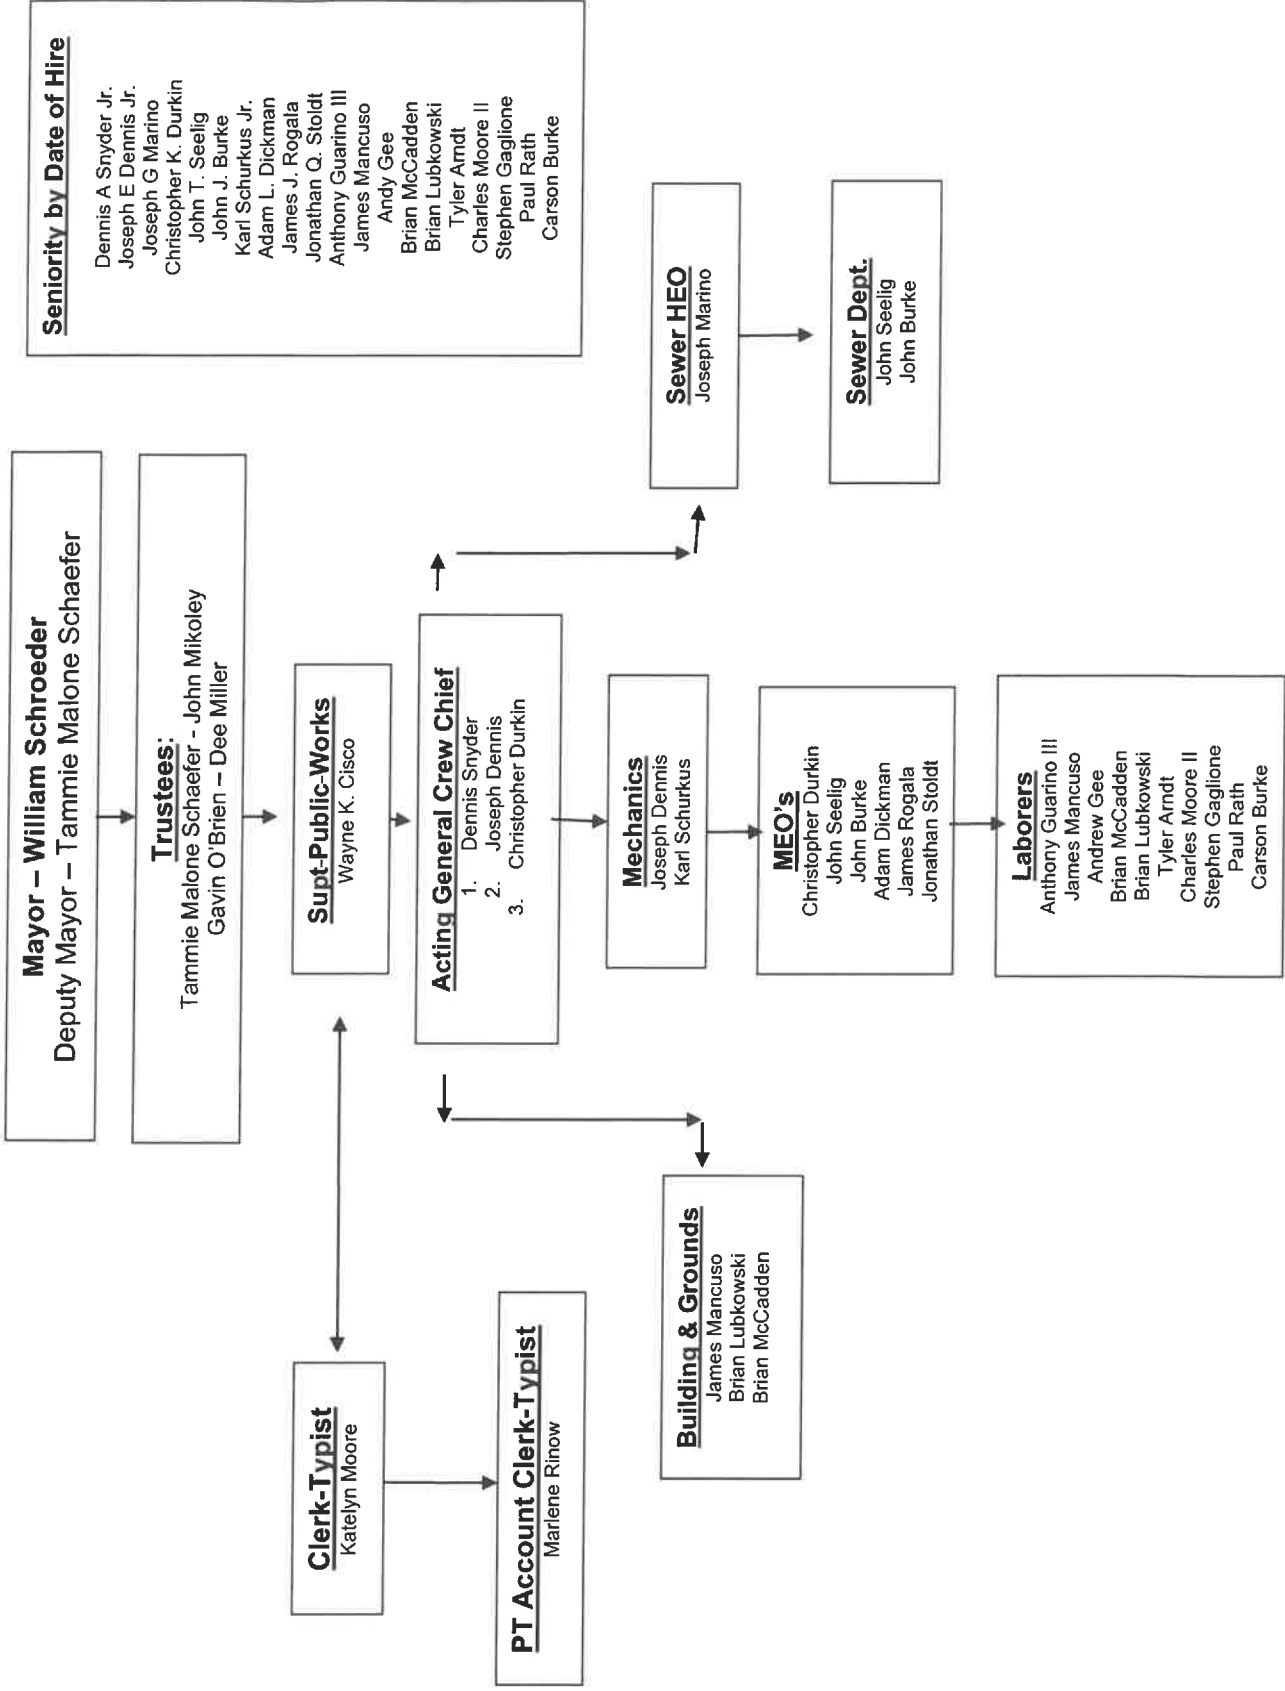 Mayor – William Schroeder
Deputy Mayor – Tammie Malone Schaefer
Trustees:
Tammie Malone Schaefer - John Mikoley
Gavin O'Brien – Dee Miller
Seniority by Date of Hire
Dennis A Snyder Jr.
Joseph E Dennis Jr.
Joseph G Marino
Christopher K. Durkin
John T. Seelig
John J. Burke
Karl Schurkus Jr.
Adam L. Dickman
James J. Rogala
Jonathan Q. Stoldt
Anthony Guarino III
James Mancuso
Andy Gee
Brian McCadden
Brian Lubkowski
Tyler Arndt
Charles Moore II
Stephen Gaglione
Paul Rath
Carson Burke
Clerk-Typist
Katelyn Moore
Supt-Public-Works
Wayne K. Cisco
PT Account Clerk-Typist
Marlene Rinow
Acting General Crew Chief
1. Dennis Snyder
2. Joseph Dennis
3. Christopher Durkin
Building & Grounds
James Mancuso
Brian Lubkowski
Brian McCadden
Mechanics
Joseph Dennis
Karl Schurkus
Sewer HEO
Joseph Marino
MEO's
Christopher Durkin
John Seelig
John Burke
Adam Dickman
James Rogala
Jonathan Stoldt
Sewer Dept.
John Seelig
John Burke
Laborers
Anthony Guarino III
James Mancuso
Andrew Gee
Brian McCadden
Brian Lubkowski
Tyler Arndt
Charles Moore II
Stephen Gaglione
Paul Rath
Carson Burke